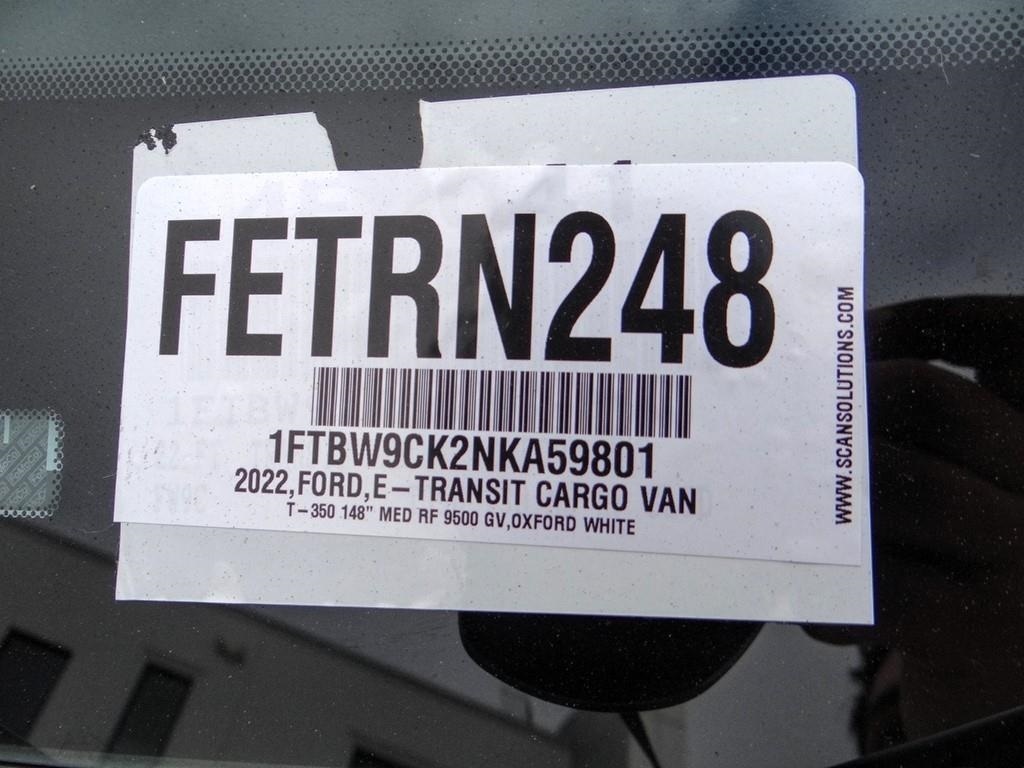 FETRN248
1FTBW9CK2NKA59801
2022,FORD,E-TRANSIT CARGO VAN
T-350 148" MED RF 9500 GV,OXFORD WHITE
WWW.SCANSOLUTIONS.COM